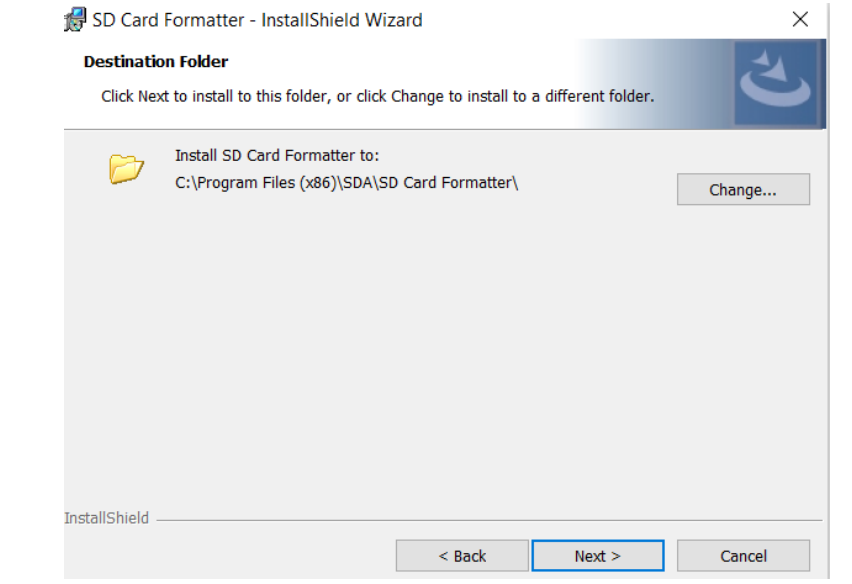 SD Card Formatter - InstallShield Wizard
Destination Folder
Click Next to install to this folder, or click Change to install to a different folder.
Install SD Card Formatter to:
C:\Program Files (x86)\SDA\SD Card Formatter\
Change...
InstallShield
< Back
Next >
Cancel